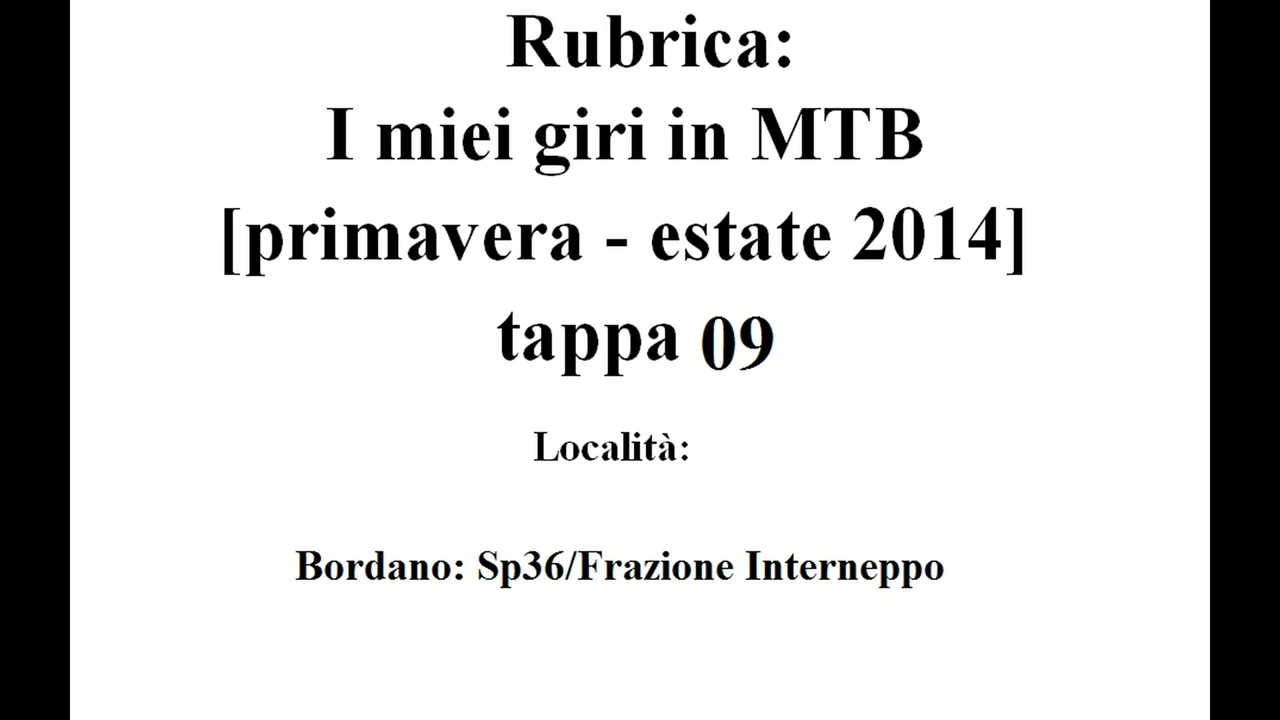 Rubrica:
I miei giri in MTB
[primavera - estate 2014]
tappa 09
Località:
Bordano: Sp36/Frazione Interneppo